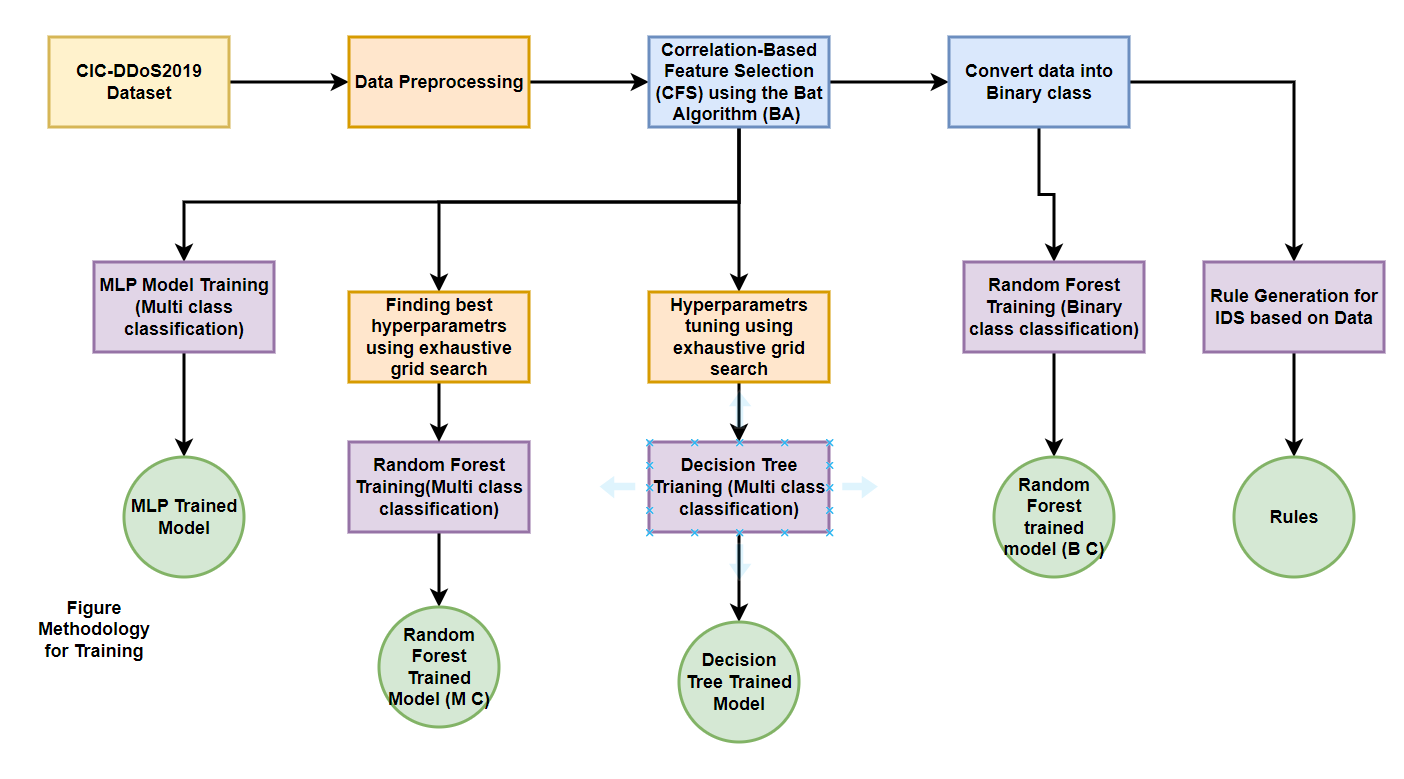 CIC-DDoS2019
Dataset
Data Preprocessing
Correlation-Based
Feature Selection
(CFS) using the Bat
Algorithm (BA)
Convert data into
Binary class
MLP Model Training
(Multi class
classification)
Finding best
hyperparametrs
using exhaustive
grid search
Hyperparametrs
tuning using
exhaustive grid
search
Random Forest
Training (Binary
class classification)
Rule Generation for
IDS based on Data
MLP Trained
Model
Random Forest
Training(Multi class
classification)
Decision Tree
Trianing (Multi class
classification)
Random
Forest
trained
model (B C)
Rules
Figure
Methodology
for Training
Random
Forest
Trained
Model (M C)
Decision
Tree Trained
Model